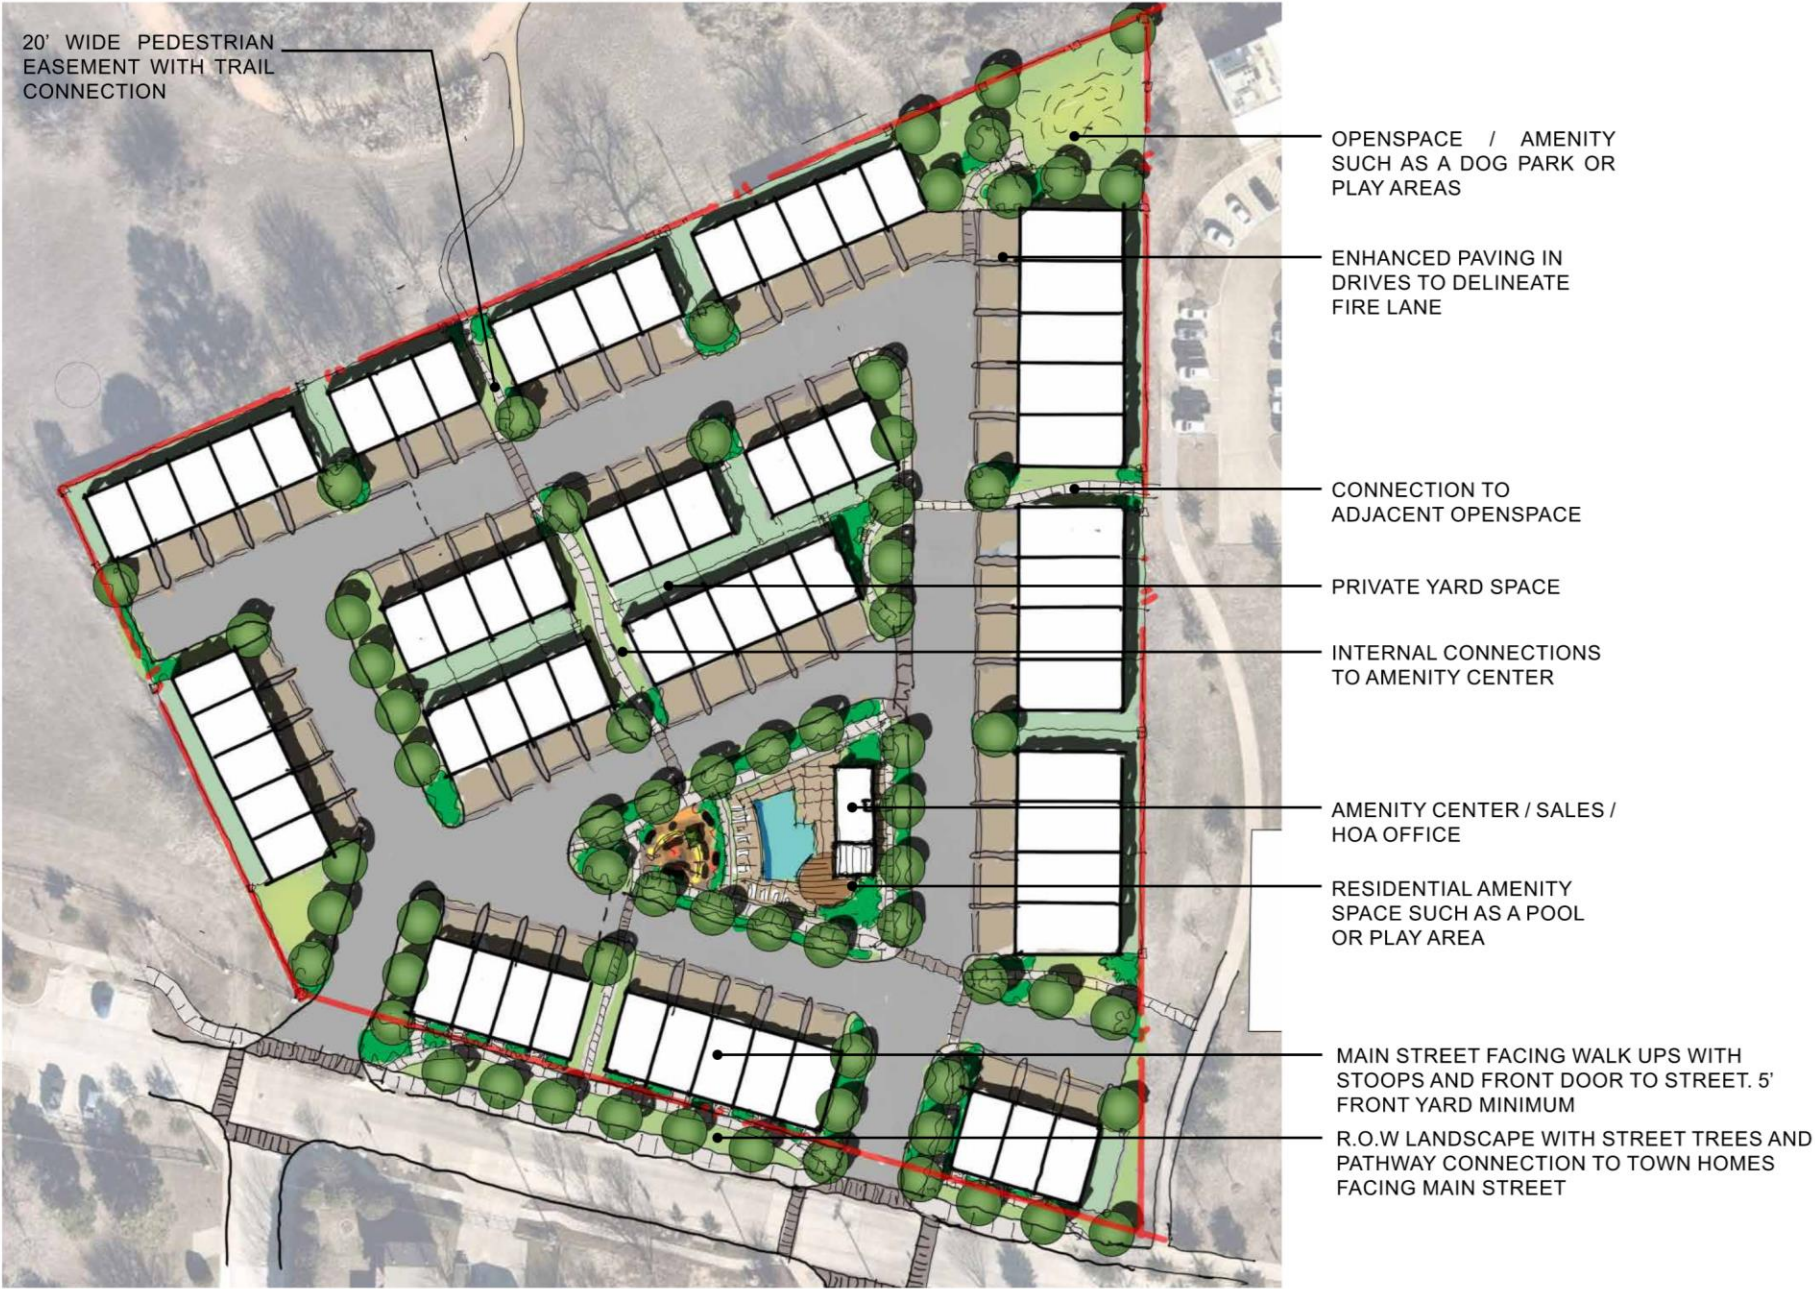 20' WIDE PEDESTRIAN
EASEMENT WITH TRAIL
CONNECTION
OPENSPACE / AMENITY
SUCH AS A DOG PARK OR
PLAY AREAS
ENHANCED PAVING IN
DRIVES TO DELINEATE
FIRE LANE
CONNECTION TO
ADJACENT OPENSPACE
PRIVATE YARD SPACE
INTERNAL CONNECTIONS
TO AMENITY CENTER
AMENITY CENTER / SALES /
HOA OFFICE
RESIDENTIAL AMENITY
SPACE SUCH AS A POOL
OR PLAY AREA
MAIN STREET FACING WALK UPS WITH
STOOPS AND FRONT DOOR TO STREET. 5'
FRONT YARD MINIMUM
R.O.W LANDSCAPE WITH STREET TREES AND
PATHWAY CONNECTION TO TOWN HOMES
FACING MAIN STREET